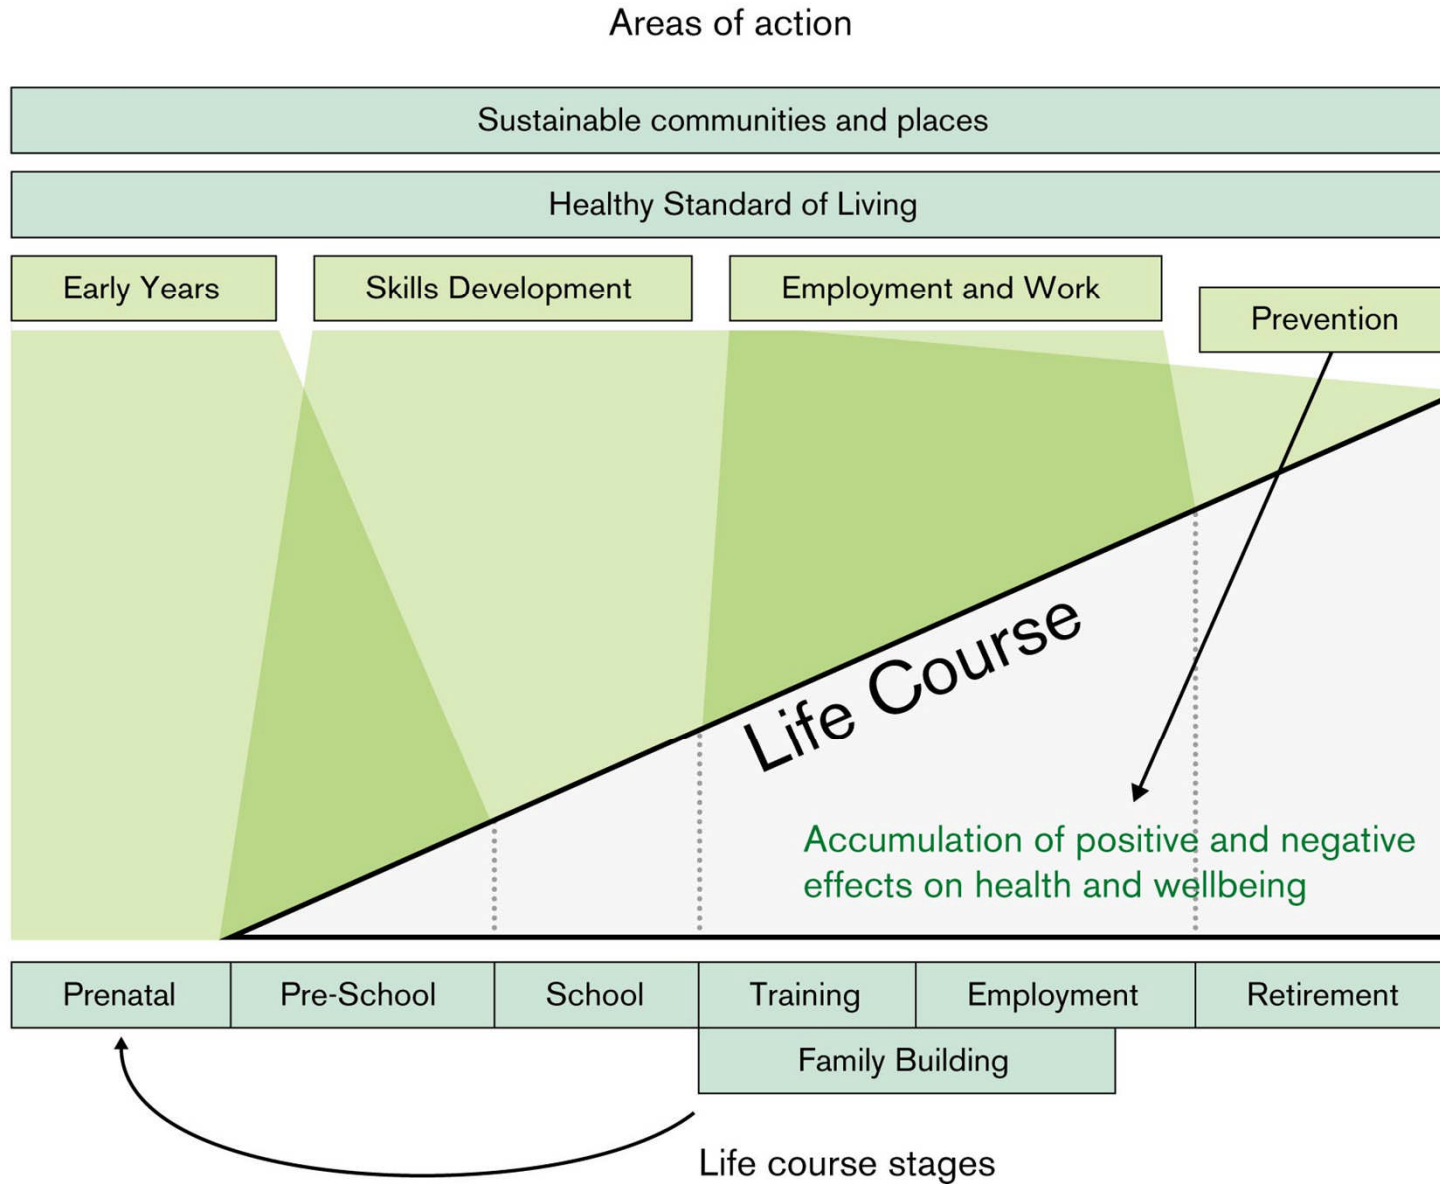 Areas of action
Sustainable communities and places
Healthy Standard of Living
Early Years
Skills Development
Employment and Work
Prevention
Life Course
Accumulation of positive and negative
effects on health and wellbeing
Prenatal
Pre-School
School
Training
Employment
Retirement
Family Building
Life course stages